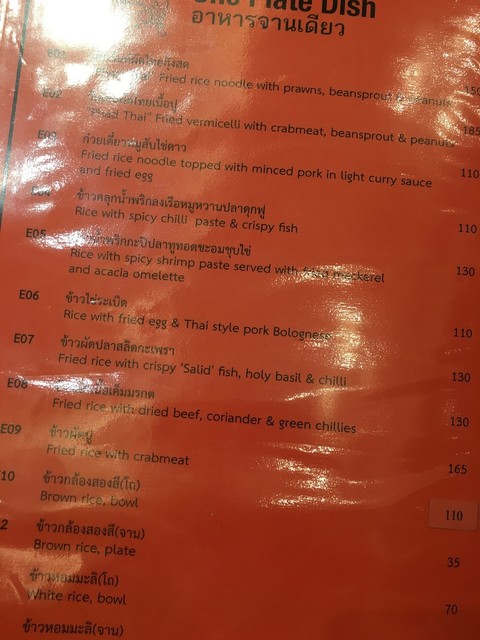 One Plate Dish
อาหารจานเดียว
E01
"Phad Thai" Fried rice noodle with prawns, beansprout & peanuts 150
E02
"Phad Thai" Fried vermicelli with crabmeat, beansprout & peanuts 185
E03 ก๋วยเตี๋ยวหมูสับไข่ดาว
Fried rice noodle topped with minced pork in light curry sauce 110
and fried egg
E04 ข้าวคลุกน้ำพริกลงเรือหมูหวานปลาดุกฟู
Rice with spicy chilli paste & crispy fish 110
E05
Rice with spicy shrimp paste served with fried mackerel 130
and acacia omelette
E06 ข้าวไข่ระเบิด
Rice with fried egg & Thai style pork Bolognese 110
E07 ข้าวผัดปลาสลิดกะเพรา
Fried rice with crispy 'Salid' fish, holy basil & chilli 130
E08
Fried rice with dried beef, coriander & green chillies 130
E09 ข้าวผัดปู
Fried rice with crabmeat 165
10 ข้าวกล้องสองสี(โถ)
Brown rice, bowl 110
2 ข้าวกล้องสองสี(จาน)
Brown rice, plate 35
ข้าวหอมมะลิ(โถ)
White rice, bowl 70
ข้าวหอมมะลิ(จาน)